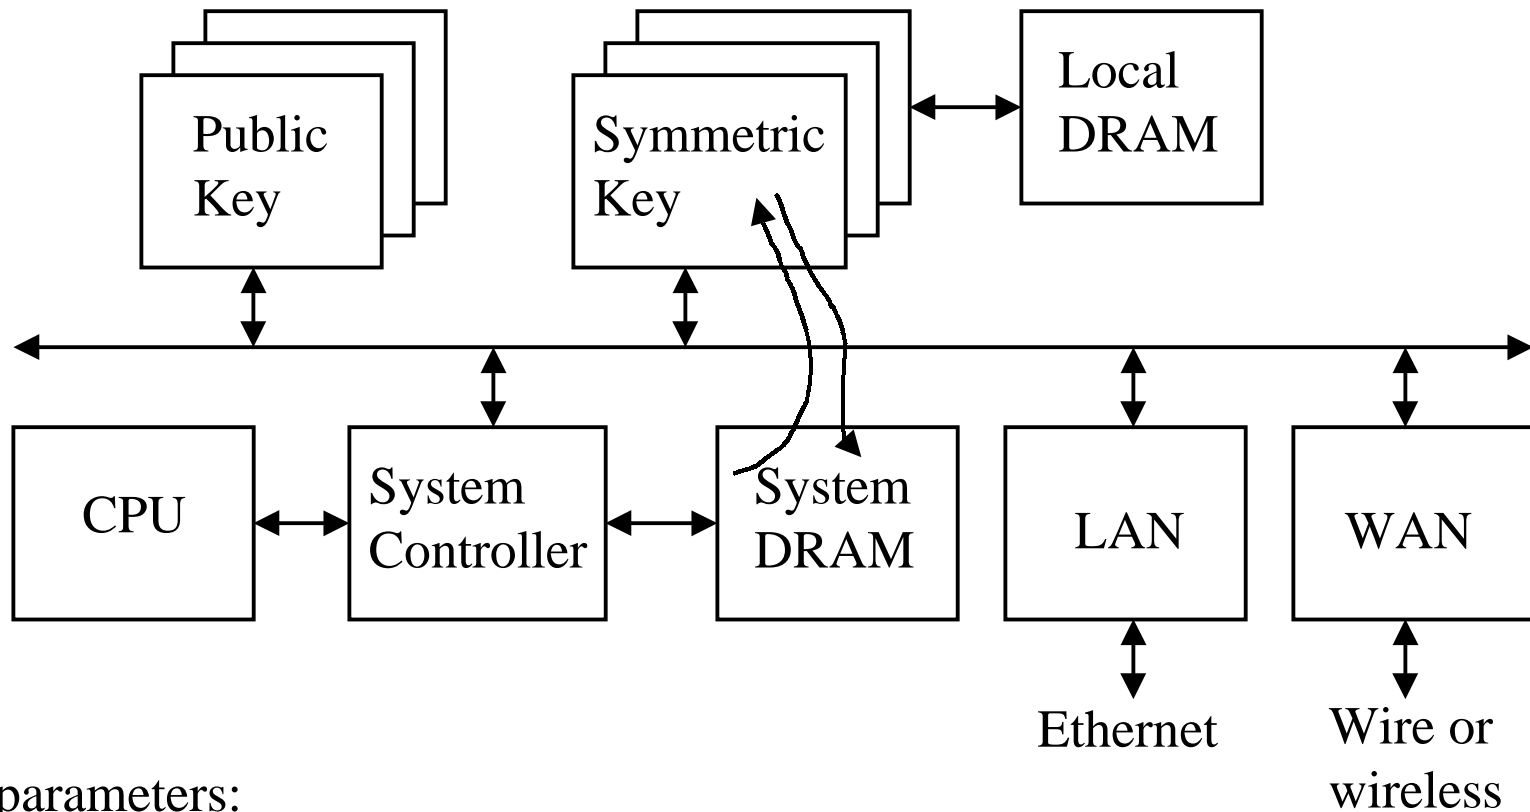 Public
Key
Symmetric
Key
Local
DRAM
CPU
System
Controller
System
DRAM
LAN
WAN
Ethernet
Wire or
wireless
parameters: